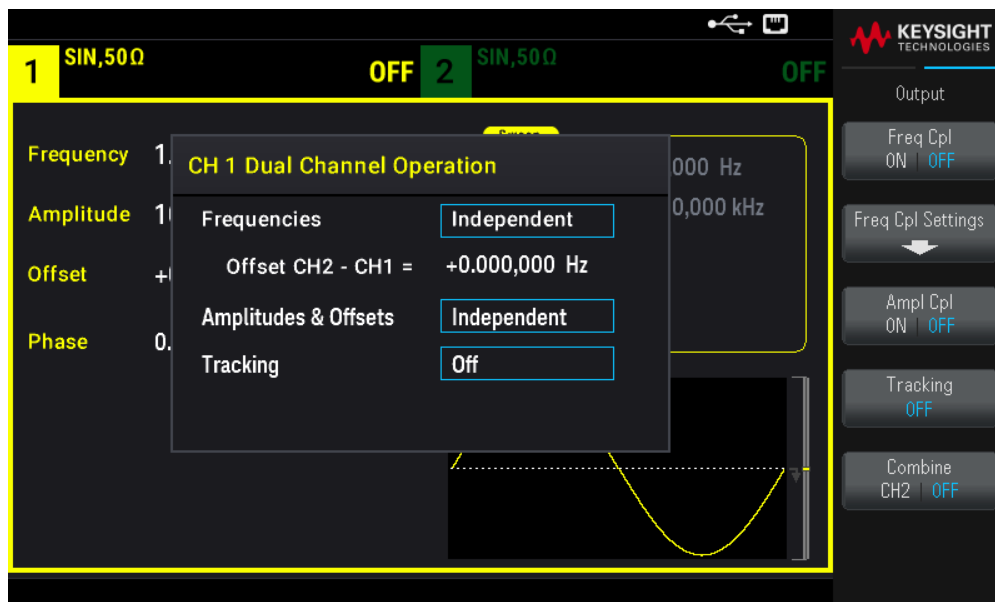 KEYSIGHT
TECHNOLOGIES
1 SIN,50Ω OFF 2 SIN,50Ω OFF
Output
Frequency 1.
Amplitude
Offset
Phase 0.
000 Hz
0,000 kHz
CH 1 Dual Channel Operation
Frequencies Independent
Offset CH2 - CH1 = +0.000,000 Hz
Amplitudes & Offsets Independent
Tracking Off
Freq Cpl
ON | OFF
Freq Cpl Settings
Ampl Cpl
ON | OFF
Tracking
OFF
Combine
CH2 | OFF